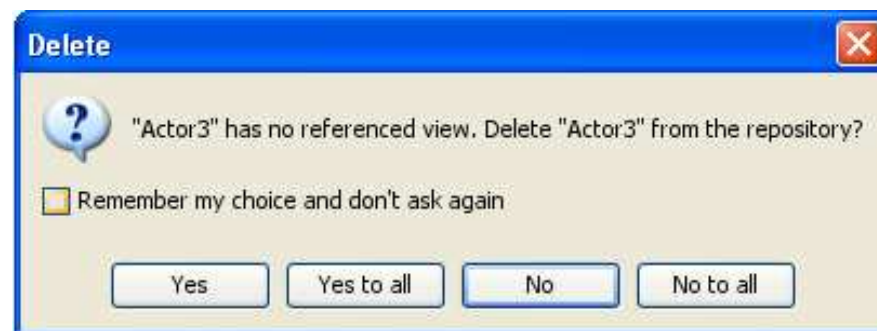 Delete
"Actor3" has no referenced view. Delete "Actor3" from the repository?
Remember my choice and don't ask again
Yes Yes to all No No to all